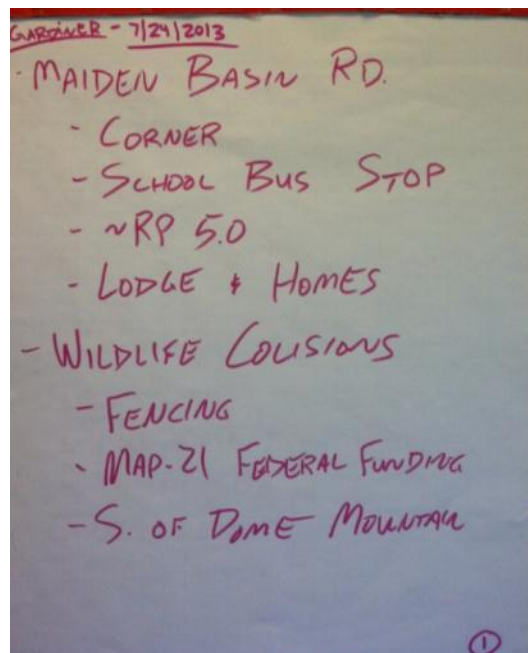 GARDINER - 7/24/2013
- MAIDEN BASIN RD.
- CORNER
- SCHOOL BUS STOP
- ~RP 5.0
- LODGE & HOMES
- WILDLIFE COLISIONS
- FENCING
- MAP-21 FEDERAL FUNDING
- S. OF DOME MOUNTAIN
1